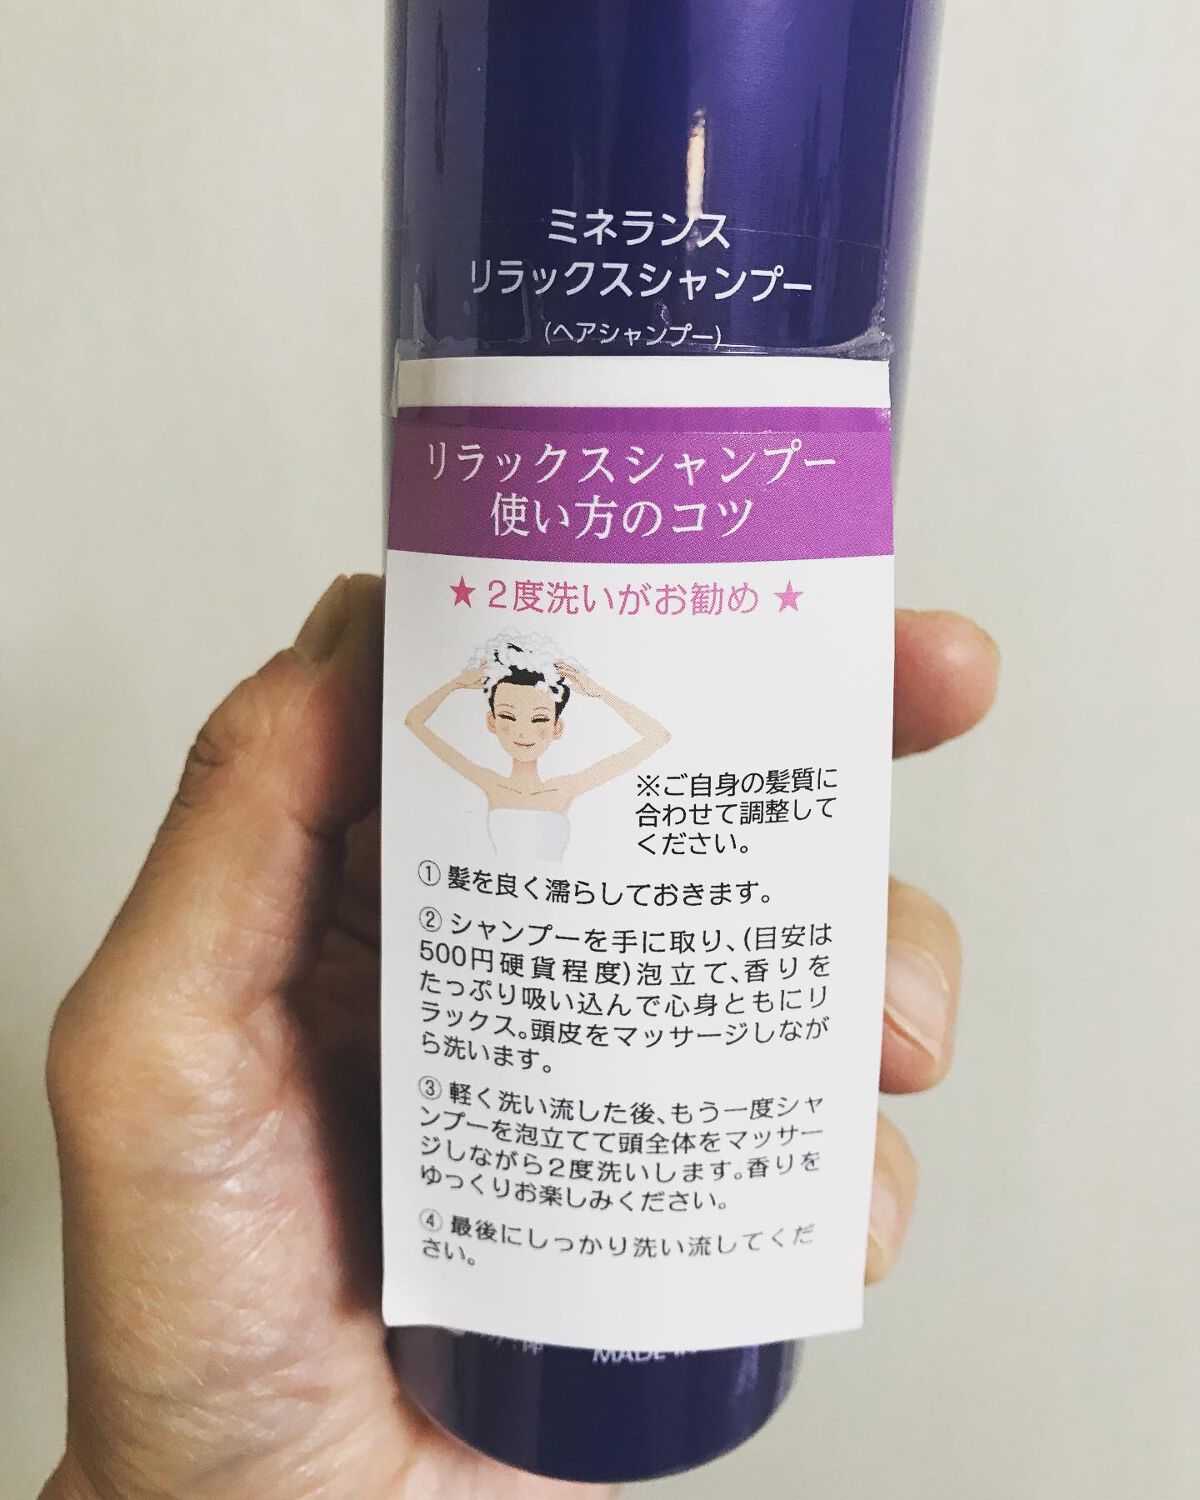 ミネランス
リラックスシャンプー
(ヘアシャンプー)
リラックスシャンプー
使い方のコツ
★２度洗いがお勧め★
※ご自身の髪質に
合わせて調整して
ください。
① 髪を良く濡らしておきます。
② シャンプーを手に取り、(目安は
500円硬貨程度)泡立て、香りを
たっぷり吸い込んで心身ともにリ
ラックス。頭皮をマッサージしなが
ら洗います。
③ 軽く洗い流した後、もう一度シャ
ンプーを泡立てて頭全体をマッサー
ジしながら２度洗いします。香りを
ゆっくりお楽しみください。
④ 最後にしっかり洗い流してくだ
さい。
MADE